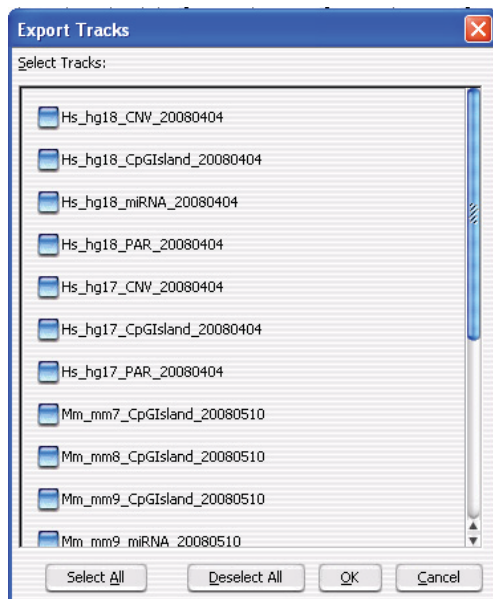 Export Tracks
Select Tracks:
Hs_hg18_CNV_20080404
Hs_hg18_CpGIsland_20080404
Hs_hg18_miRNA_20080404
Hs_hg18_PAR_20080404
Hs_hg17_CNV_20080404
Hs_hg17_CpGIsland_20080404
Hs_hg17_PAR_20080404
Mm_mm7_CpGIsland_20080510
Mm_mm8_CpGIsland_20080510
Mm_mm9_CpGIsland_20080510
Mm_mm9_miRNA_20080510
Select All Deselect All OK Cancel